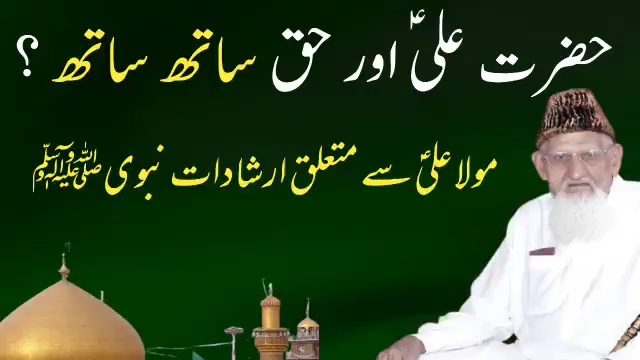 حضرت علیؑ اور حق ساتھ ساتھ ؟
مولا علیؑ سے متعلق ارشادات نبوی ﷺ